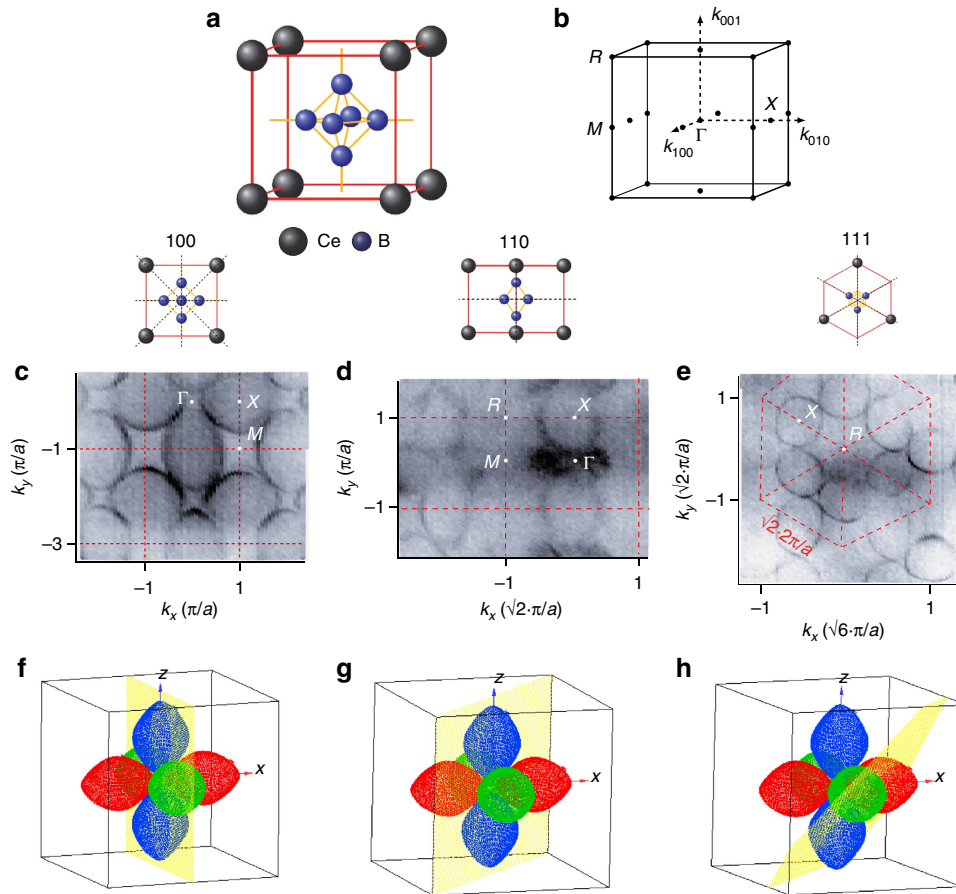 a
b
k001
R
X
M
Γ
k010
k100
Ce
B
100
110
111
c
Γ
X
M
−1
−3
ky (π/a)
−1
1
kx (π/a)
d
R
X
M
Γ
1
−1
ky (π/a)
−1
1
kx (√2·π/a)
e
X
R
√2·2π/a
1
−1
ky (√2·π/a)
−1
1
kx (√6·π/a)
f
z
x
g
z
x
h
z
x